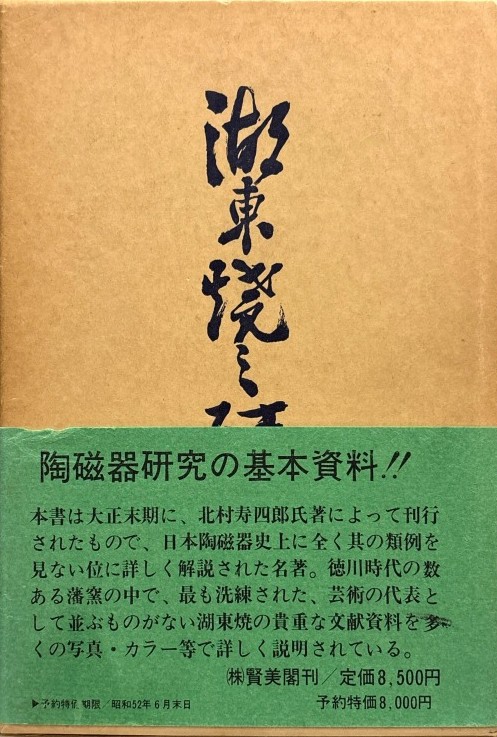 湖東焼之研
陶磁器研究の基本資料!!
本書は大正末期に、北村寿四郎氏著によって刊行
されたもので、日本陶磁器史上に全く其の類例を
見ない位に詳しく解説された名著。徳川時代の数
ある藩窯の中で、最も洗練された、芸術の代表と
して並ぶものがない湖東焼の貴重な文献資料を多
くの写真・カラー等で詳しく説明されている。
㈱賢美閣刊／定価8,500円
▶予約特価期限／昭和52年6月末日
予約特価8,000円